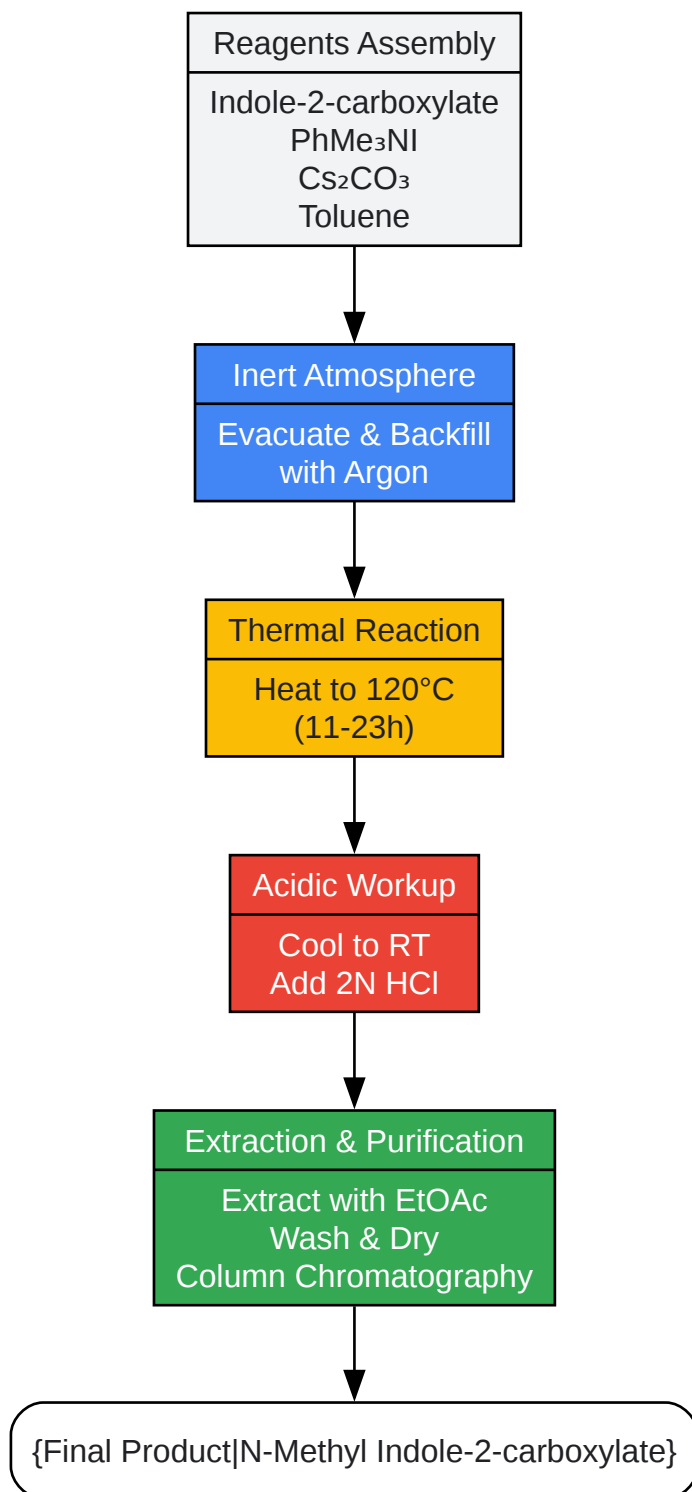 Reagents Assembly
Indole-2-carboxylate
PhMe₃NI
Cs₂CO₃
Toluene
Inert Atmosphere
Evacuate & Backfill
with Argon
Thermal Reaction
Heat to 120°C
(11-23h)
Acidic Workup
Cool to RT
Add 2N HCl
Extraction & Purification
Extract with EtOAc
Wash & Dry
Column Chromatography
{Final Product|N-Methyl Indole-2-carboxylate}